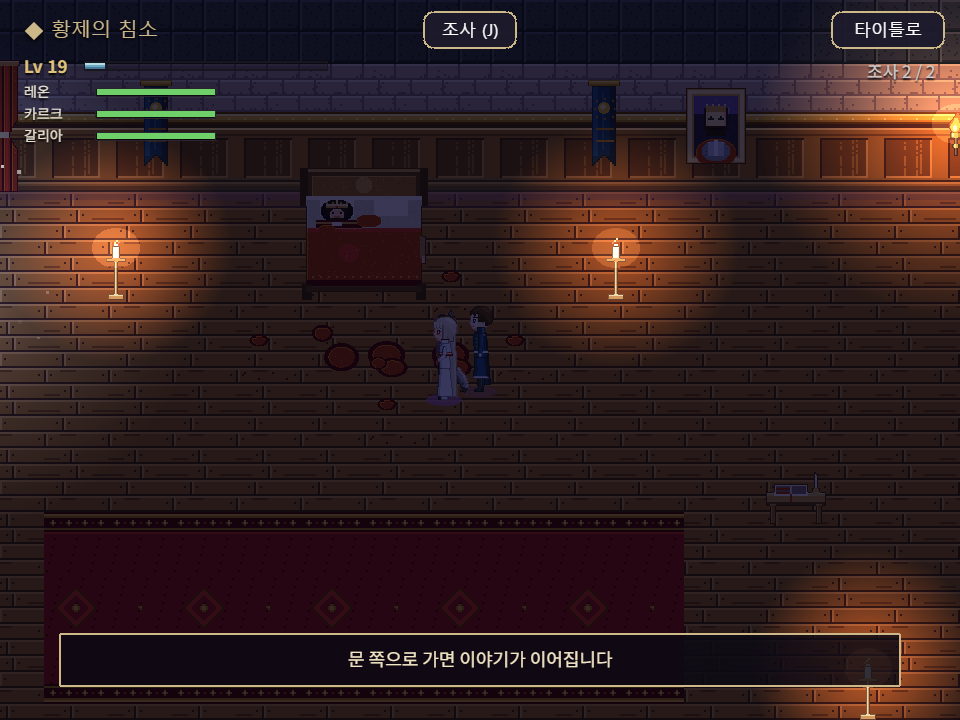 황제의 침소
조사 (J)
타이틀로
Lv 19
조사 2 / 2
레온
카르크
갈리아
문 쪽으로 가면 이야기가 이어집니다